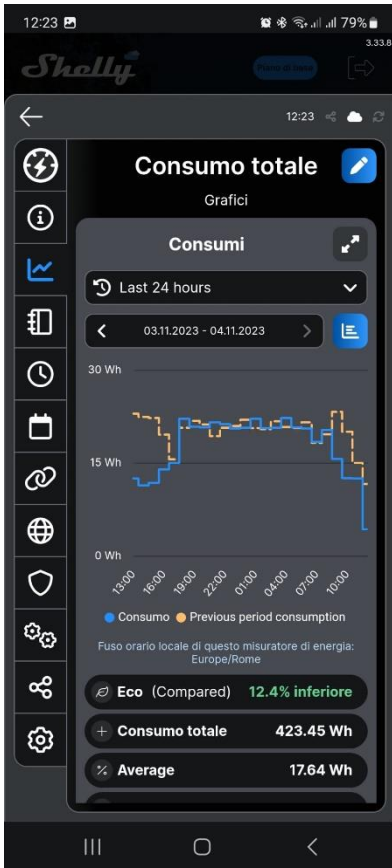 12:23
79%
3.33.8
Shelly
Piano di base
12:23
Consumo totale
Grafici
Consumi
Last 24 hours
03.11.2023 - 04.11.2023
30 Wh
15 Wh
0 Wh
13:00 16:00 19:00 22:00 01:00 04:00 07:00 10:00
Consumo Previous period consumption
Fuso orario locale di questo misuratore di energia:
Europe/Rome
Eco (Compared) 12.4% inferiore
Consumo totale 423.45 Wh
Average 17.64 Wh